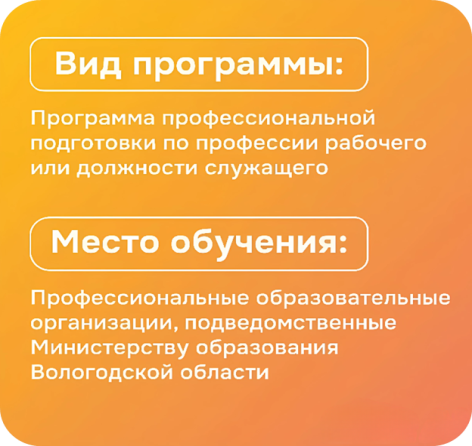 Вид программы:
Программа профессиональной
подготовки по профессии рабочего
или должности служащего
Место обучения:
Профессиональные образовательные
организации, подведомственные
Министерству образования
Вологодской области